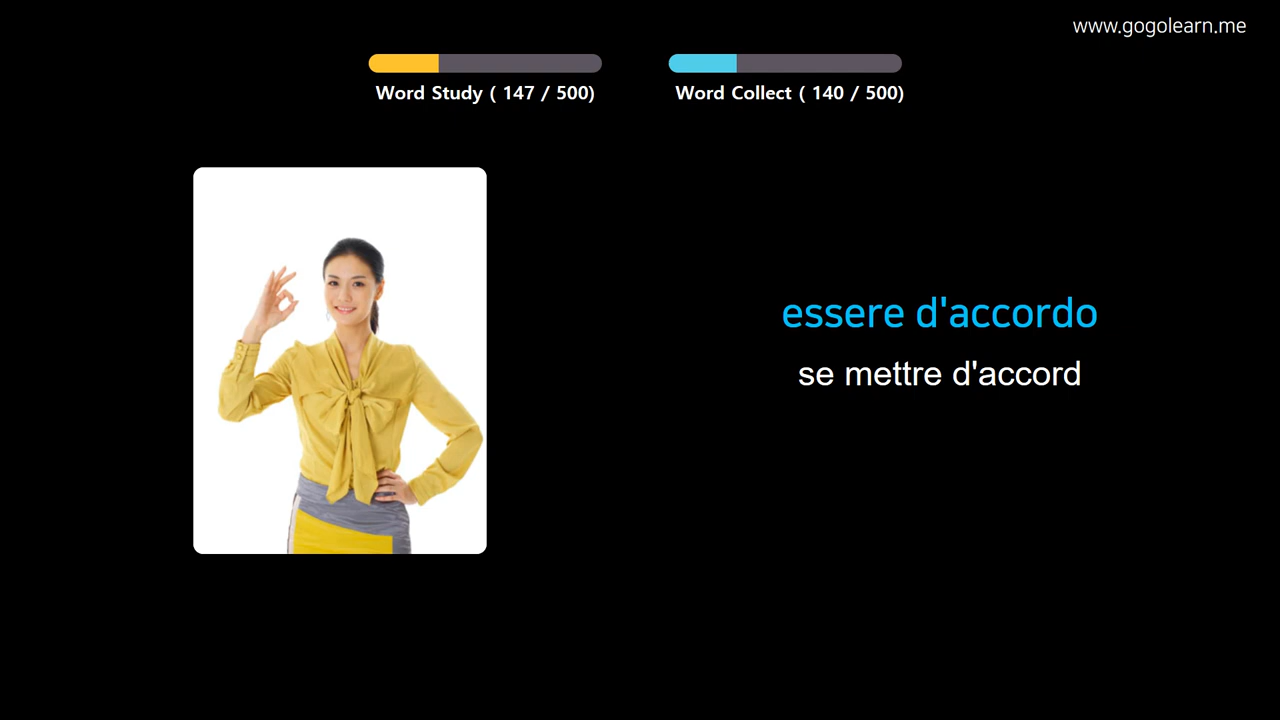 www.gogolearn.me
Word Study ( 147 / 500)
Word Collect ( 140 / 500)
essere d'accordo
se mettre d'accord